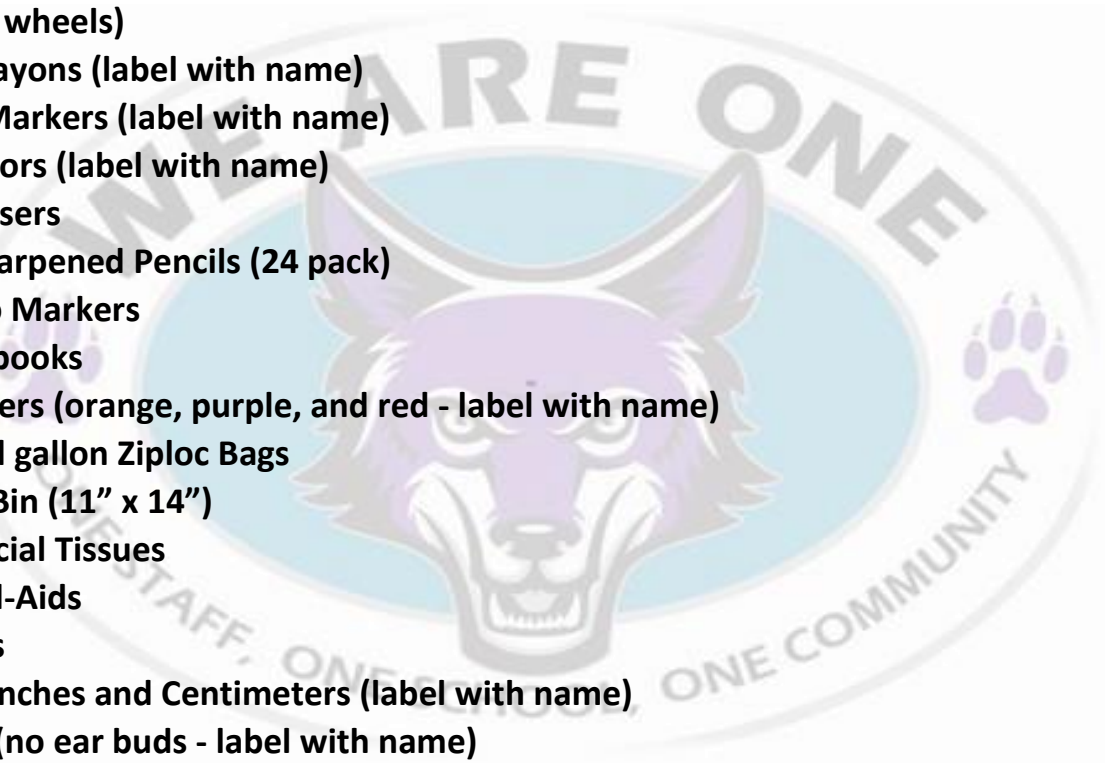 wheels)
ayons (label with name)
Markers (label with name)
ors (label with name)
sers
arpened Pencils (24 pack)
Markers
books
ers (orange, purple, and red - label with name)
gallon Ziploc Bags
Bin (11” x 14”)
cial Tissues
-Aids
s
nches and Centimeters (label with name)
(no ear buds - label with name)
WE ARE ONE
ONE STAFF, ONE SCHOOL, ONE COMMUNITY